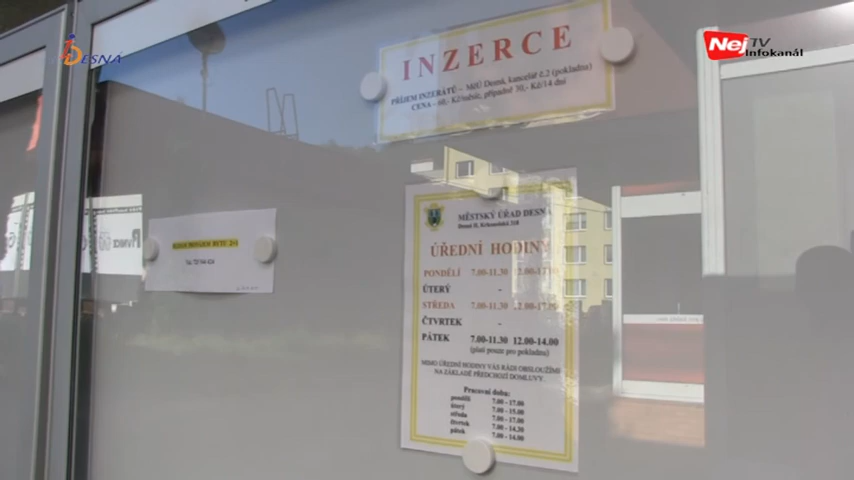 DESNÁ
Nej TV
Infokanál
INZERCE
PŘÍJEM INZERÁTŮ – MěÚ Desná, kancelář č.2 (pokladna)
CENA – 60,- Kč/měsíc, případně 30,- Kč/14 dní
MĚSTSKÝ ÚŘAD DESNÁ
Desná II, Krkonošská 318
ÚŘEDNÍ HODINY
PONDĚLÍ 7.00-11.30 12.00-17.00
ÚTERÝ -
STŘEDA 7.00-11.30 12.00-17.00
ČTVRTEK -
PÁTEK 7.00-11.30 12.00-14.00
(platí pouze pro pokladnu)
MIMO ÚŘEDNÍ HODINY VÁS RÁDI OBSLOUŽÍME
NA ZÁKLADĚ PŘEDCHOZÍ DOMLUVY.
Pracovní doba:
pondělí 7.00 - 17.00
úterý 7.00 - 15.00
středa 7.00 - 17.00
čtvrtek 7.00 - 14.30
pátek 7.00 - 14.00